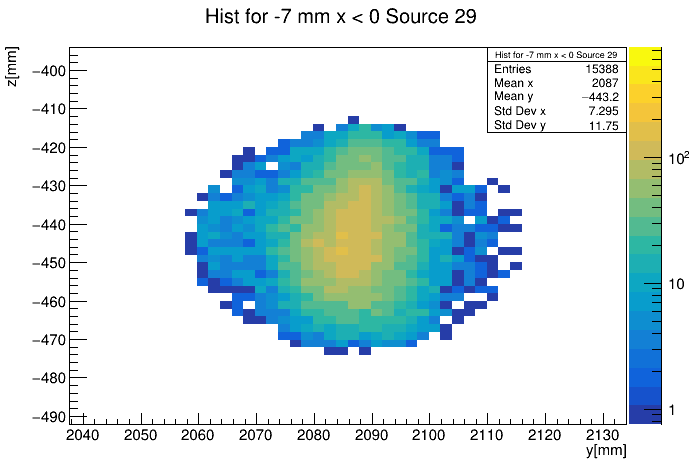 Hist for -7 mm x < 0 Source 29
z[mm]
Hist for -7 mm x < 0 Source 29
Entries 15388
Mean x 2087
Mean y −443.2
Std Dev x 7.295
Std Dev y 11.75
−400
−410
−420
−430
−440
−450
−460
−470
−480
−490
10²
10
1
2040 2050 2060 2070 2080 2090 2100 2110 2120 2130
y[mm]